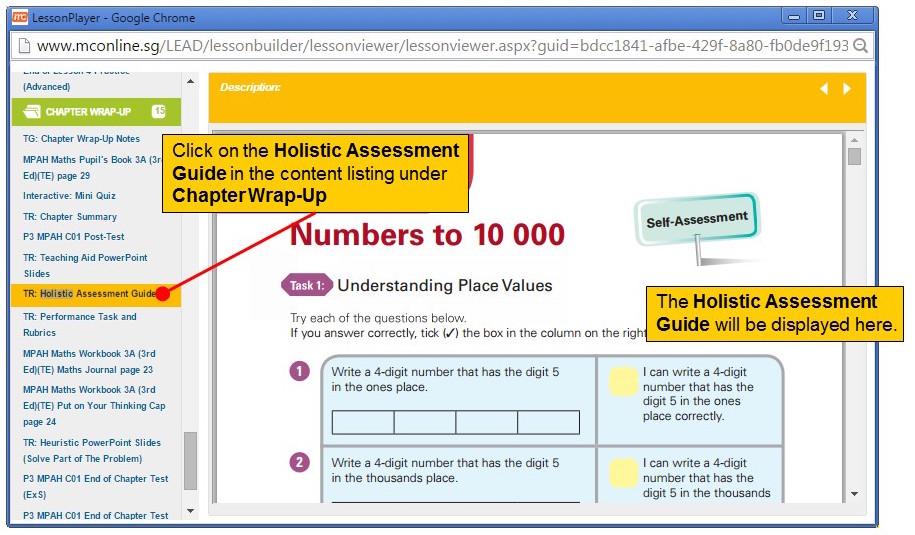 LessonPlayer - Google Chrome
www.mconline.sg/LEAD/lessonbuilder/lessonviewer/lessonviewer.aspx?guid=bdcc1841-afbe-429f-8a80-fb0de9f193
End of Lesson 4 Practice
(Advanced)
CHAPTER WRAP-UP 15
TG: Chapter Wrap-Up Notes
MPAH Maths Pupil's Book 3A (3rd
Ed)(TE) page 29
Interactive: Mini Quiz
TR: Chapter Summary
P3 MPAH C01 Post-Test
TR: Teaching Aid PowerPoint
Slides
TR: Holistic Assessment Guide
TR: Performance Task and
Rubrics
MPAH Maths Workbook 3A (3rd
Ed)(TE) Maths Journal page 23
MPAH Maths Workbook 3A (3rd
Ed)(TE) Put on Your Thinking Cap
page 24
TR: Heuristic PowerPoint Slides
(Solve Part of The Problem)
P3 MPAH C01 End of Chapter Test
(ExS)
P3 MPAH C01 End of Chapter Test
Description:
Click on the Holistic Assessment
Guide in the content listing under
Chapter Wrap-Up
Self-Assessment
Numbers to 10 000
Task 1: Understanding Place Values
The Holistic Assessment
Guide will be displayed here.
Try each of the questions below.
If you answer correctly, tick (✓) the box in the column on the right
1 Write a 4-digit number that has the digit 5
in the ones place.
I can write a 4-digit
number that has the
digit 5 in the ones
place correctly.
2 Write a 4-digit number that has the digit 5
in the thousands place.
I can write a 4-digit
number that has the
digit 5 in the thousands